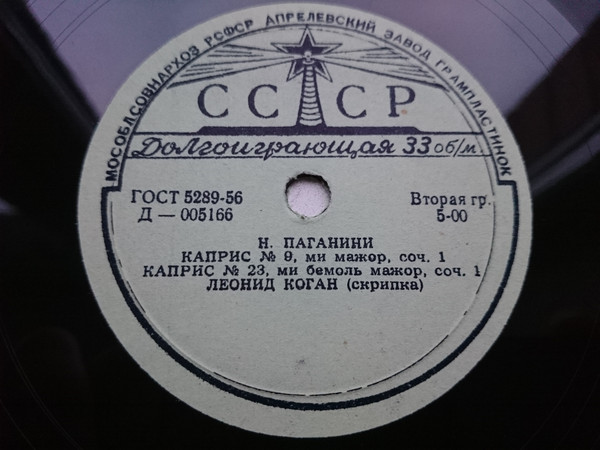 МОСОБЛСОВНАРХОЗ РСФСР АПРЕЛЕВСКИЙ ЗАВОД ГРАМПЛАСТИНОК
СССР
Долгоиграющая 33 об/м.
ГОСТ 5289-56
Д — 005166
Вторая гр.
5-00
Н. ПАГАНИНИ
КАПРИС № 9, ми мажор, соч. 1
КАПРИС № 23, ми бемоль мажор, соч. 1
ЛЕОНИД КОГАН (скрипка)